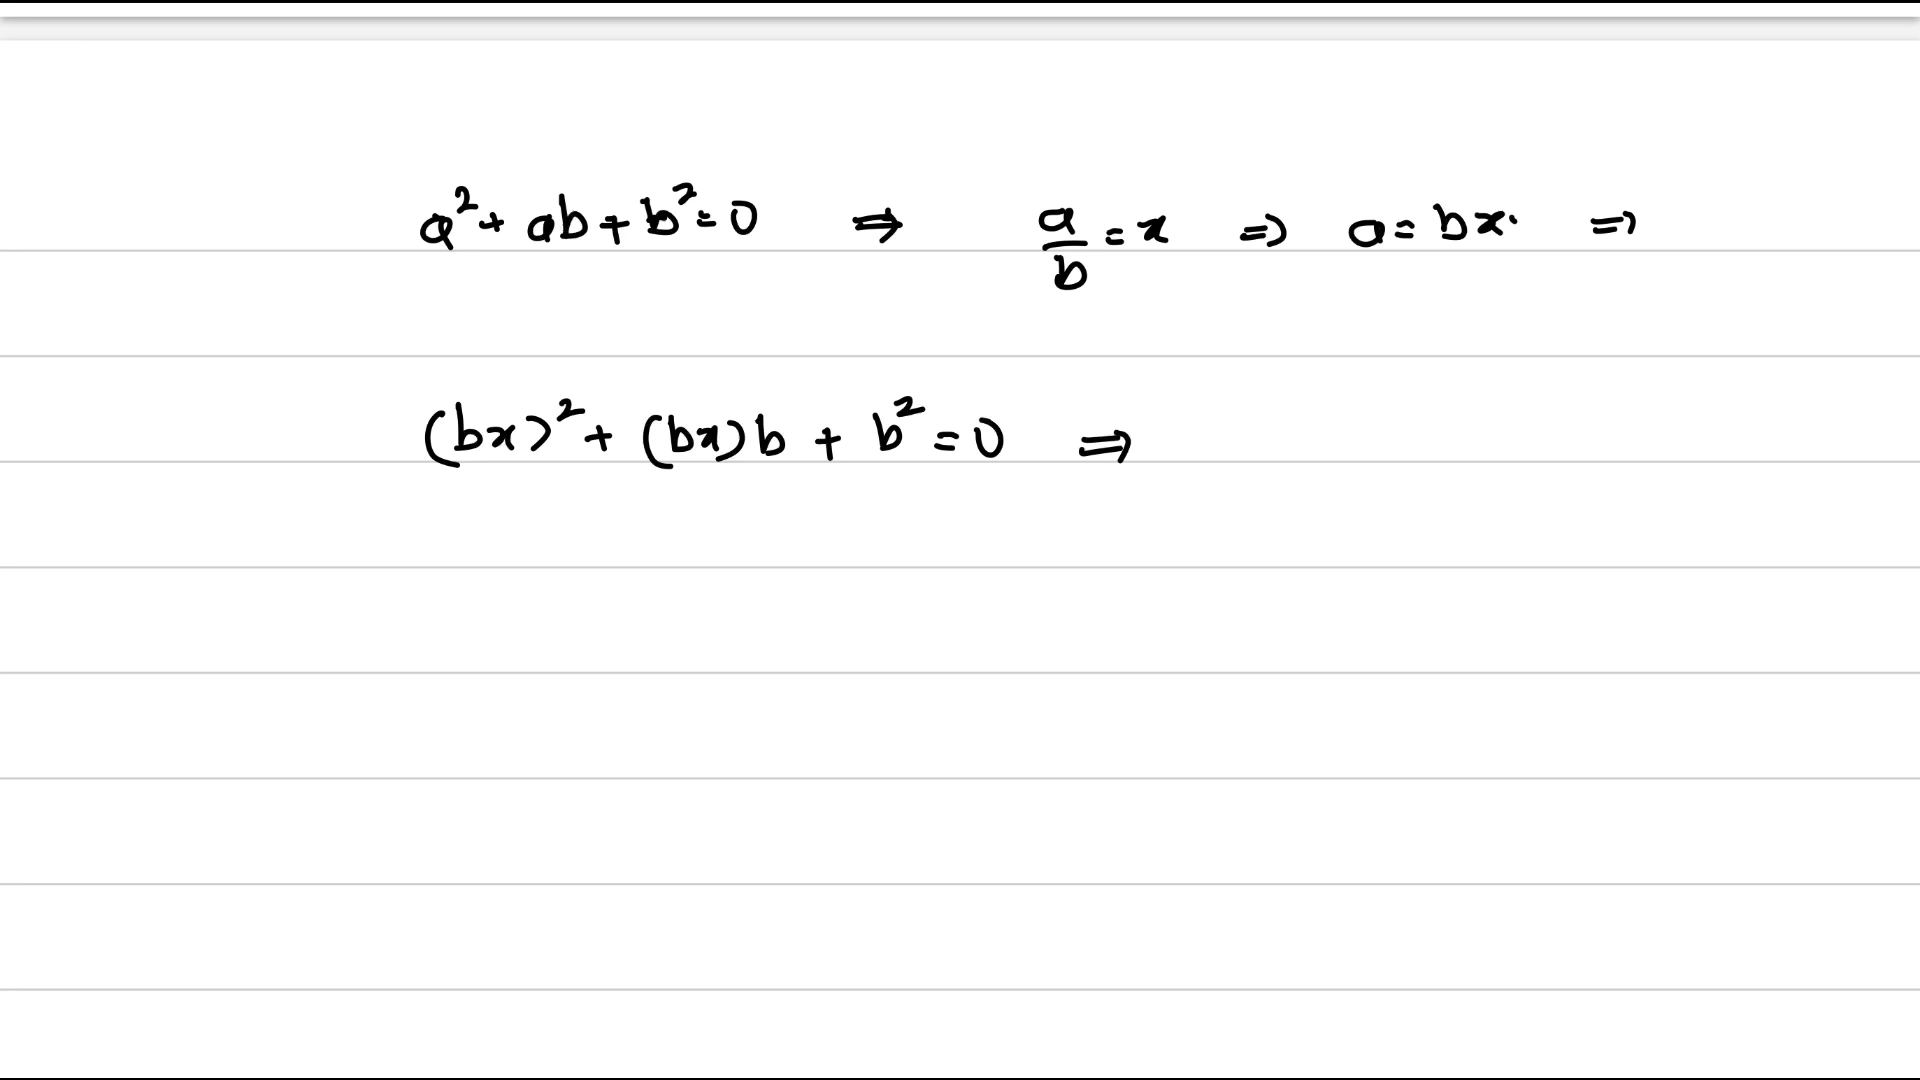 a²+ ab + b² = 0 ⇒ a/b = x ⇒ a = bx. ⇒
(bx)² + (bx)b + b² = 0 ⇒